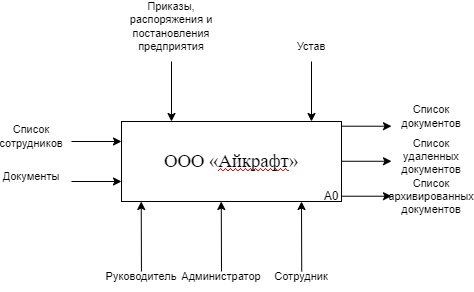 Приказы,
распоряжения и
постановления
предприятия
Устав
Список
сотрудников
Документы
ООО «Айкрафт»
A0
Список
документов
Список
удаленных
документов
Список
архивированных
документов
Руководитель
Администратор
Сотрудник